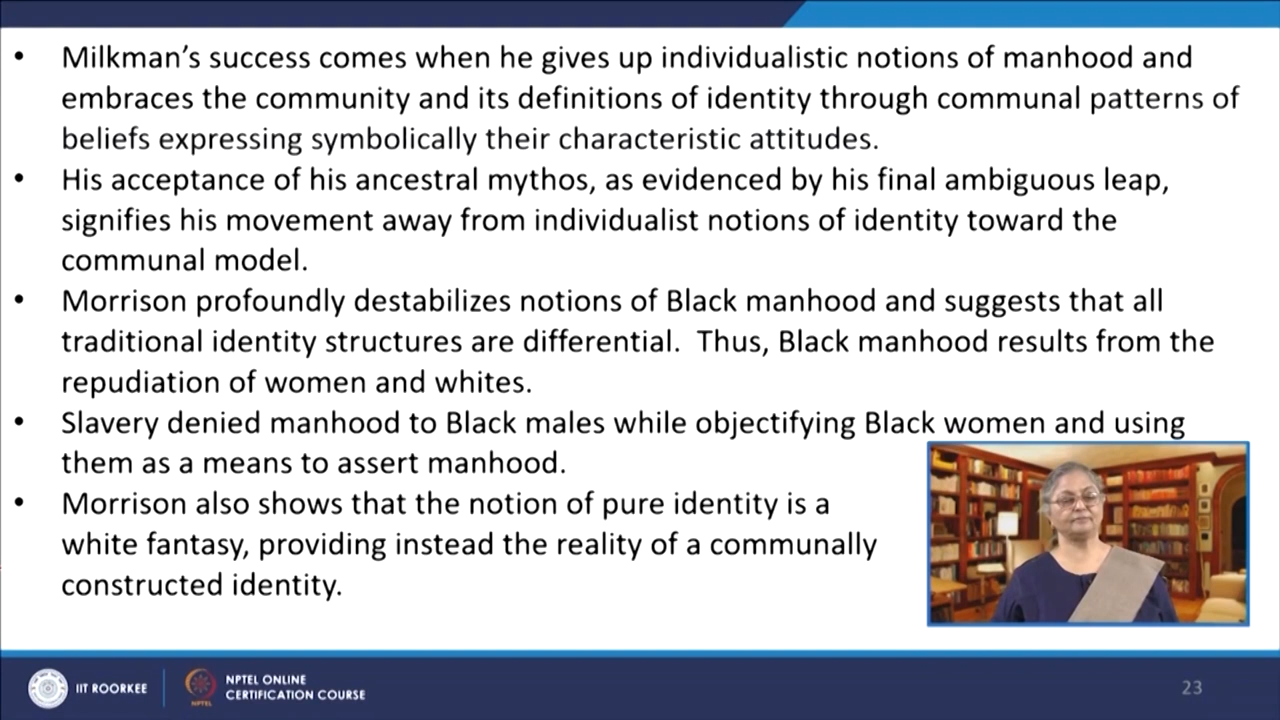 • Milkman's success comes when he gives up individualistic notions of manhood and
embraces the community and its definitions of identity through communal patterns of
beliefs expressing symbolically their characteristic attitudes.
• His acceptance of his ancestral mythos, as evidenced by his final ambiguous leap,
signifies his movement away from individualist notions of identity toward the
communal model.
• Morrison profoundly destabilizes notions of Black manhood and suggests that all
traditional identity structures are differential.  Thus, Black manhood results from the
repudiation of women and whites.
• Slavery denied manhood to Black males while objectifying Black women and using
them as a means to assert manhood.
• Morrison also shows that the notion of pure identity is a
white fantasy, providing instead the reality of a communally
constructed identity.
IIT ROORKEE
NPTEL
NPTEL ONLINE
CERTIFICATION COURSE
23